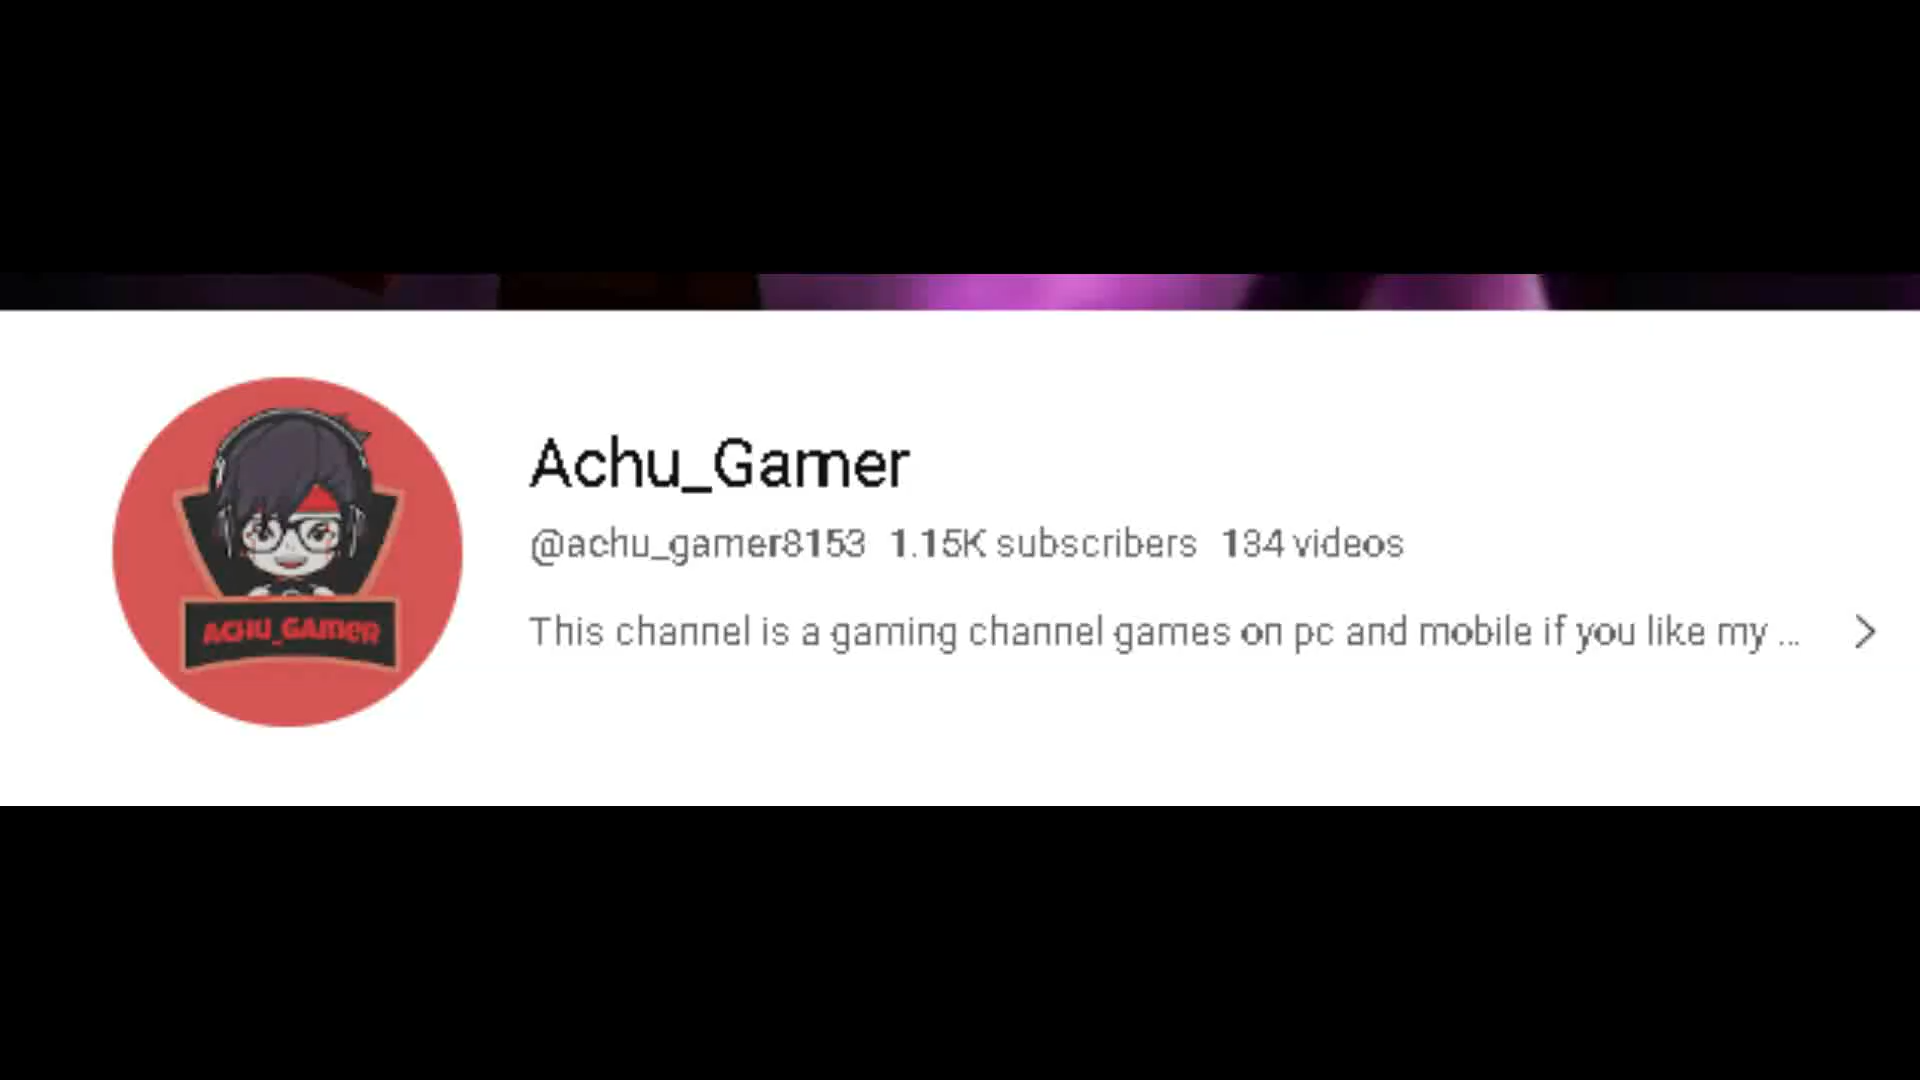 Achu_Gamer
@achu_gamer8153 1.15K subscribers 134 videos
This channel is a gaming channel games on pc and mobile if you like my ...
ACHU_GAMER